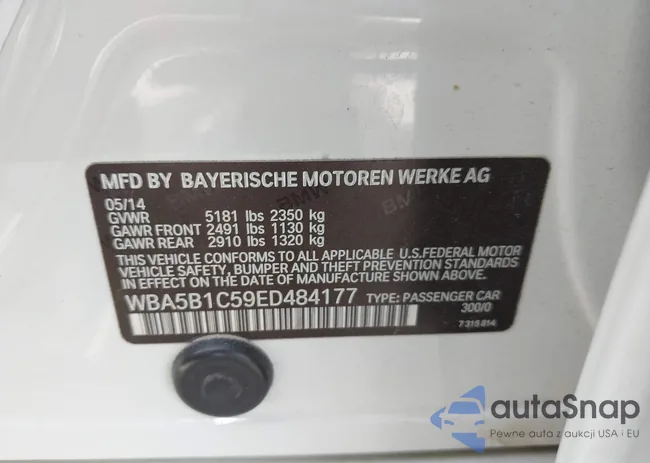 MFD BY BAYERISCHE MOTOREN WERKE AG
05/14
GVWR 5181 lbs 2350 kg
GAWR FRONT 2491 lbs 1130 kg
GAWR REAR 2910 lbs 1320 kg
THIS VEHICLE CONFORMS TO ALL APPLICABLE U.S.FEDERAL MOTOR
VEHICLE SAFETY, BUMPER AND THEFT PREVENTION STANDARDS
IN EFFECT ON THE DATE OF MANUFACTURE SHOWN ABOVE.
WBA5B1C59ED484177 TYPE: PASSENGER CAR
300/0
7 315 814
autaSnap
Pewne auta z aukcji USA i EU